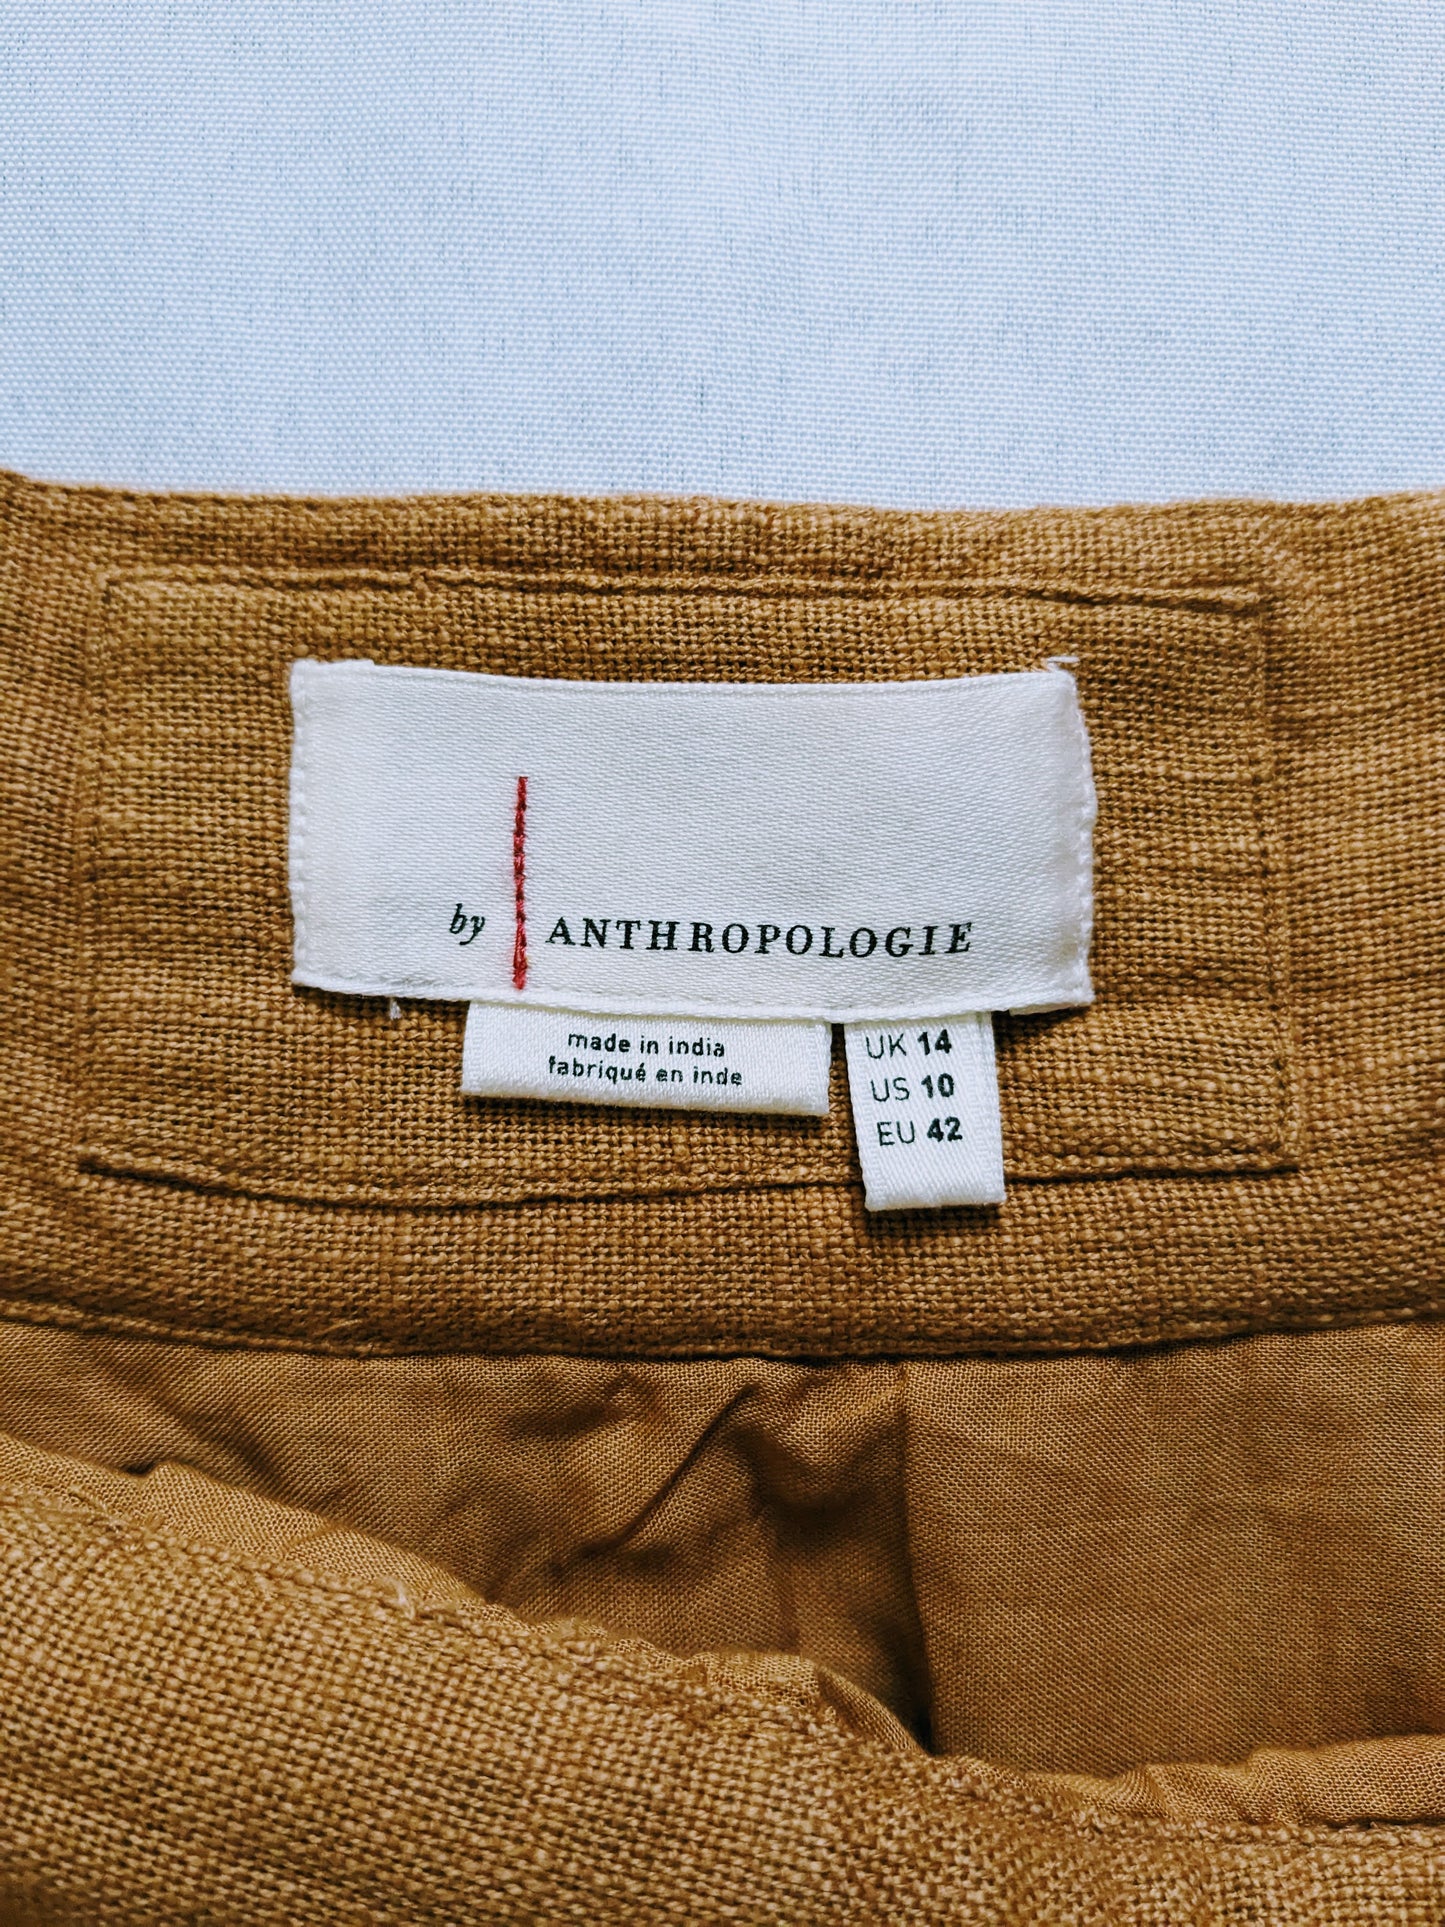 by ANTHROPOLOGIE
made in india
fabriqué en inde
UK 14
US 10
EU 42